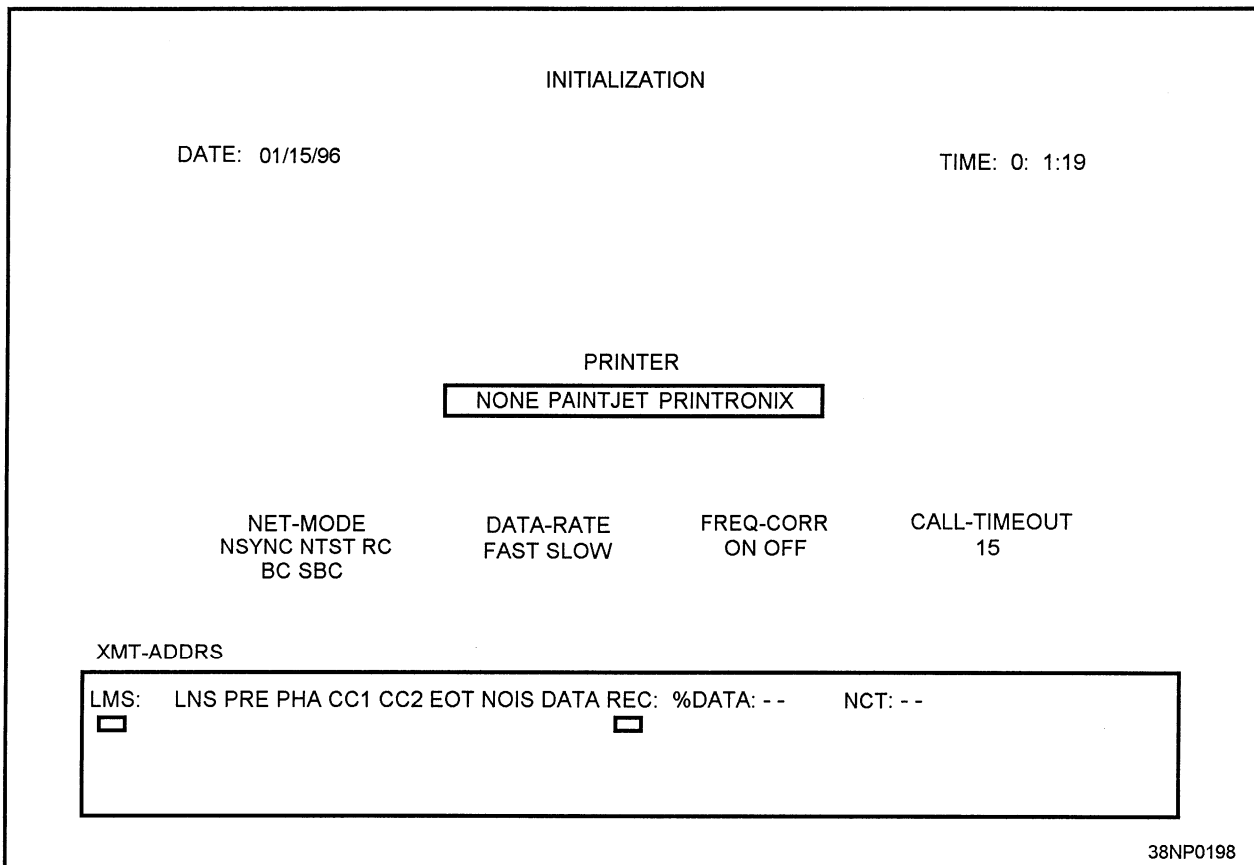 INITIALIZATION
DATE: 01/15/96
TIME: 0: 1:19
PRINTER
NONE PAINTJET PRINTRONIX
NET-MODE
NSYNC NTST RC
BC SBC
DATA-RATE
FAST SLOW
FREQ-CORR
ON OFF
CALL-TIMEOUT
15
XMT-ADDRS
LMS: LNS PRE PHA CC1 CC2 EOT NOIS DATA REC: %DATA: - - NCT: - -
38NP0198